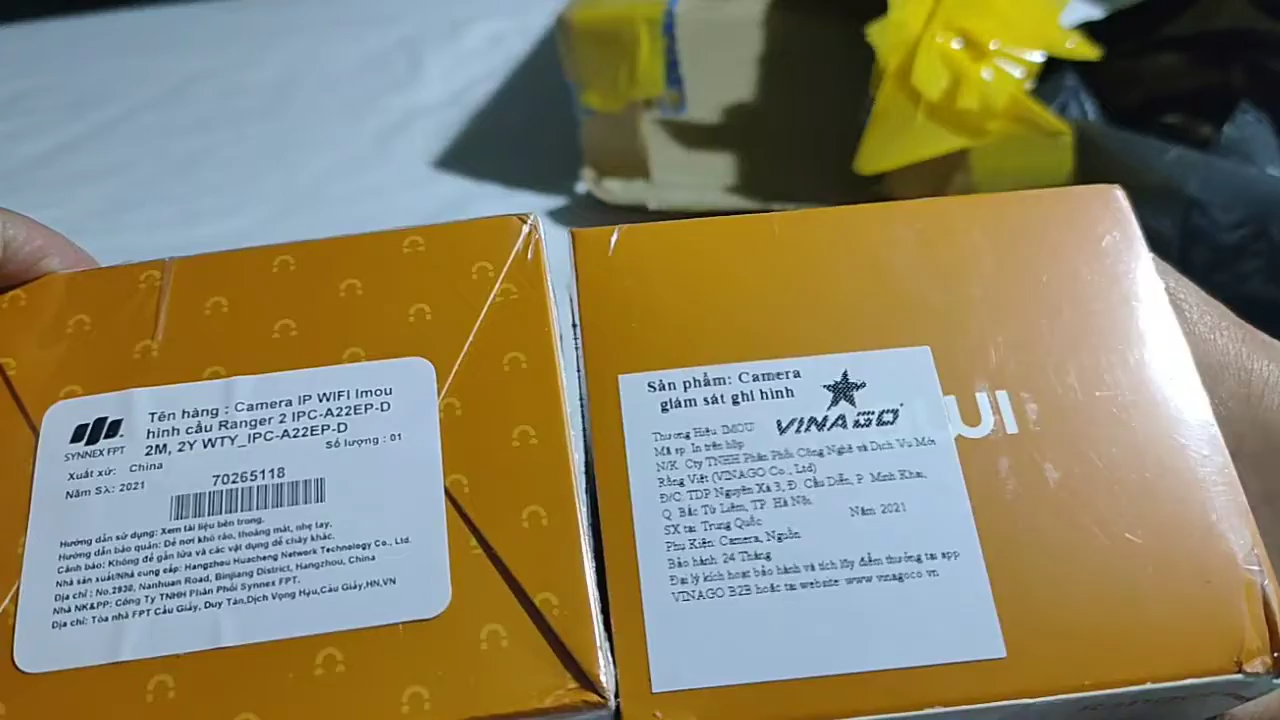 SYNNEX FPT
Tên hàng : Camera IP WIFI Imou
hình cầu Ranger 2 IPC-A22EP-D
2M, 2Y WTY_IPC-A22EP-D
Số lượng : 01
Xuất xứ: China
Năm SX: 2021
70265118
Hướng dẫn sử dụng: Xem tài liệu bên trong.
Hướng dẫn bảo quản: Để nơi khô ráo, thoáng mát, nhẹ tay.
Cảnh báo: Không để gần lửa và các vật dụng dễ cháy khác.
Nhà sản xuất/Nhà cung cấp: Hangzhou Huacheng Network Technology Co., Ltd.
Địa chỉ : No.2930, Nanhuan Road, Binjiang District, Hangzhou, China
Nhà NK&PP: Công Ty TNHH Phân Phối Synnex FPT.
Địa chỉ: Tòa nhà FPT Cầu Giấy, Duy Tân,Dịch Vọng Hậu,Cầu Giấy,HN,VN
Sản phẩm: Camera
giám sát ghi hình
VINAGO
Thương Hiệu: IMOU
Mã sp: In trên hộp
N/K: Cty TNHH Phân Phối Công Nghệ và Dịch Vụ Mới
Rồng Việt (VINAGO Co., Ltd)
Đ/C: TDP Nguyên Xá 3, Đ. Cầu Diễn, P. Minh Khai,
Q. Bắc Từ Liêm, TP. Hà Nội.
SX tại: Trung Quốc
Năm: 2021
Phụ Kiện: Camera, Nguồn
Bảo hành: 24 Tháng
Đại lý kích hoạt bảo hành và tích lũy điểm thưởng tại app
VINAGO B2B hoặc tại website: www.vinagoco.vn